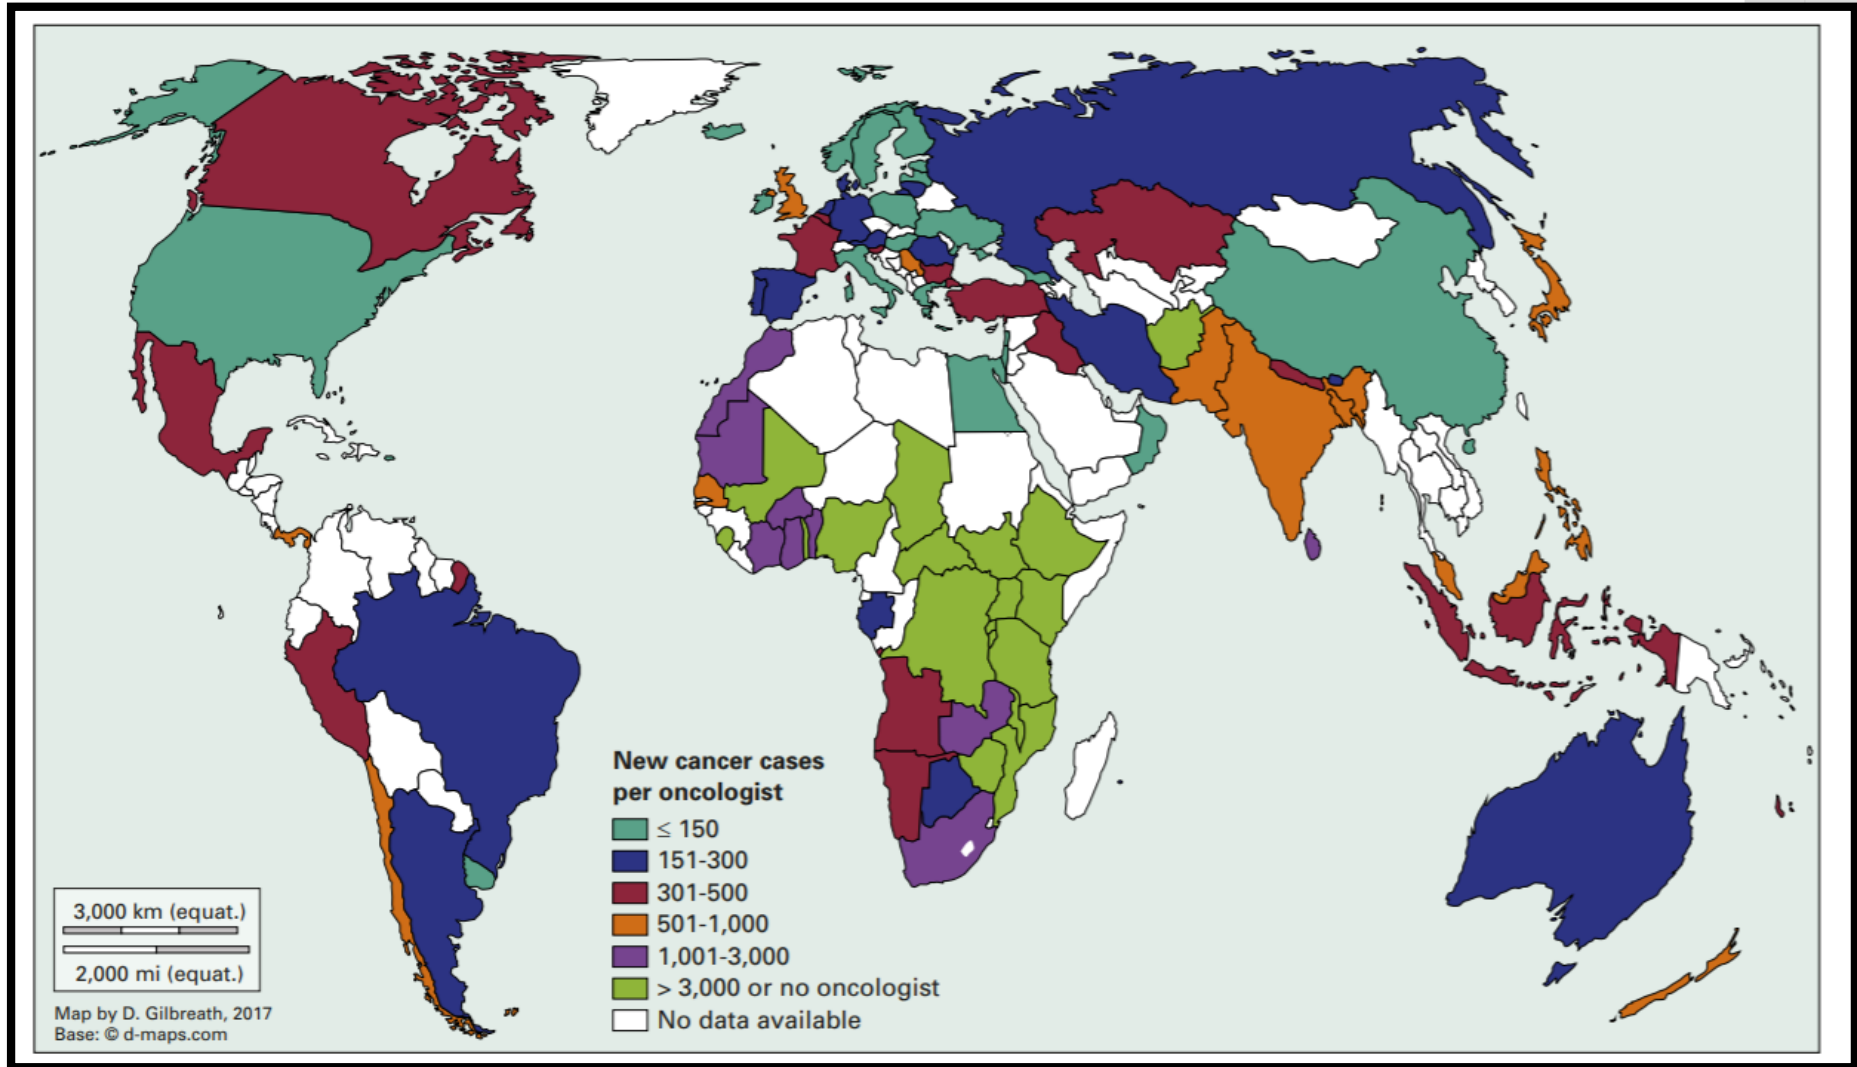 New cancer cases
per oncologist
≤ 150
151-300
301-500
501-1,000
1,001-3,000
> 3,000 or no oncologist
No data available
3,000 km (equat.)
2,000 mi (equat.)
Map by D. Gilbreath, 2017
Base: © d-maps.com